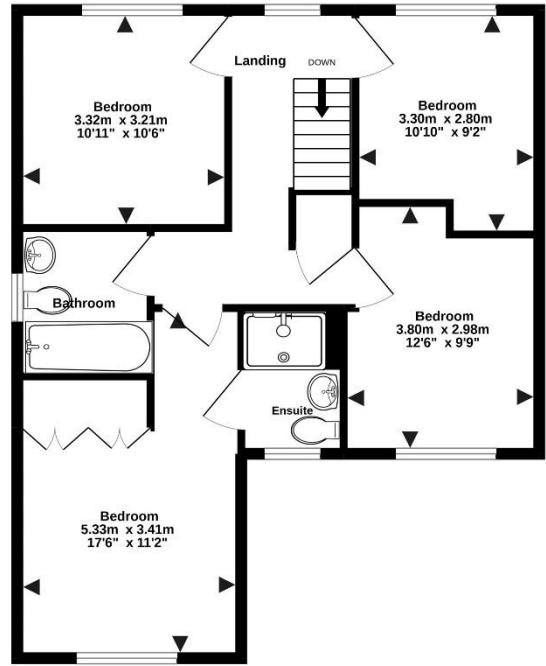 Landing
DOWN
Bedroom
3.32m x 3.21m
10'11" x 10'6"
Bedroom
3.30m x 2.80m
10'10" x 9'2"
Bathroom
Bedroom
3.80m x 2.98m
12'6" x 9'9"
Ensuite
Bedroom
5.33m x 3.41m
17'6" x 11'2"